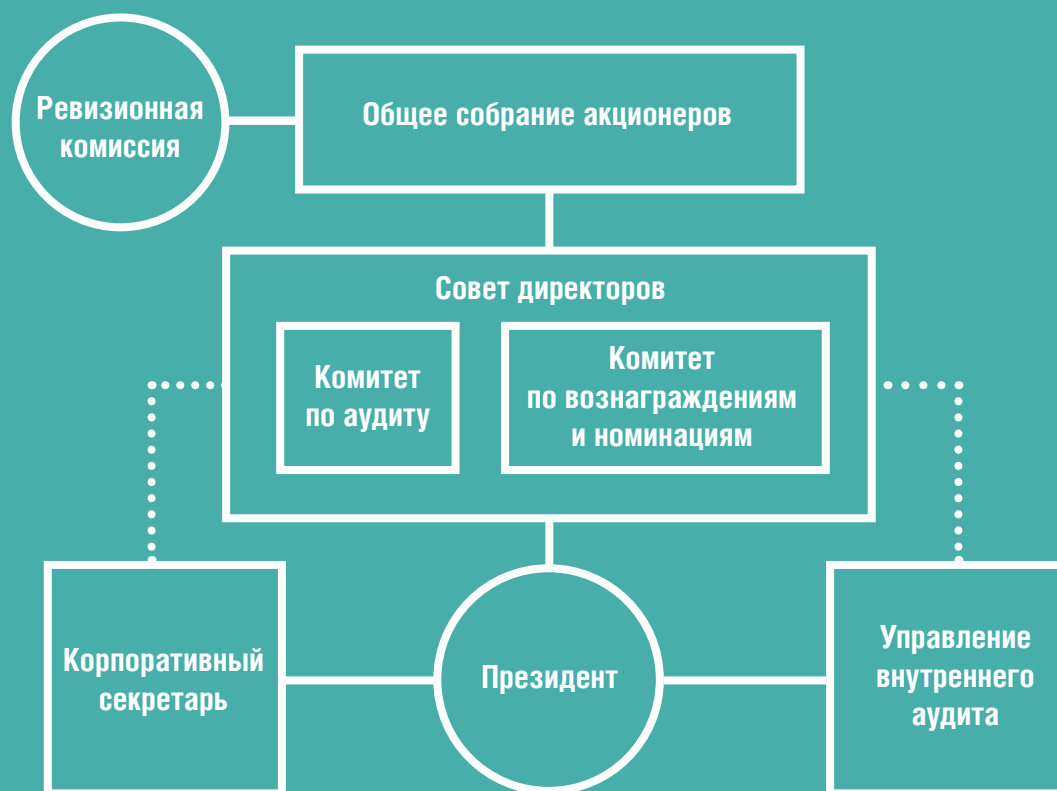 Ревизионная
комиссия
Общее собрание акционеров
Совет директоров
Комитет
по аудиту
Комитет
по вознаграждениям
и номинациям
Корпоративный
секретарь
Президент
Управление
внутреннего
аудита